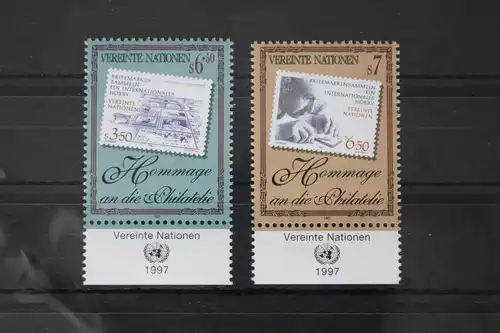 VEREINTE NATIONEN
S6·50
BRIEFMARKEN
SAMMELN–
EIN INTERNATIONALES
HOBBY
VEREINTE
NATIONEN
S3·50
Hommage
an die Philatelie
Vereinte Nationen
1997
VEREINTE NATIONEN
S7
BRIEFMARKENSAMMELN–EIN
INTERNATIONALES
HOBBY
VEREINTE
NATIONEN
S6·50
Hommage
an die Philatelie
Vereinte Nationen
1997